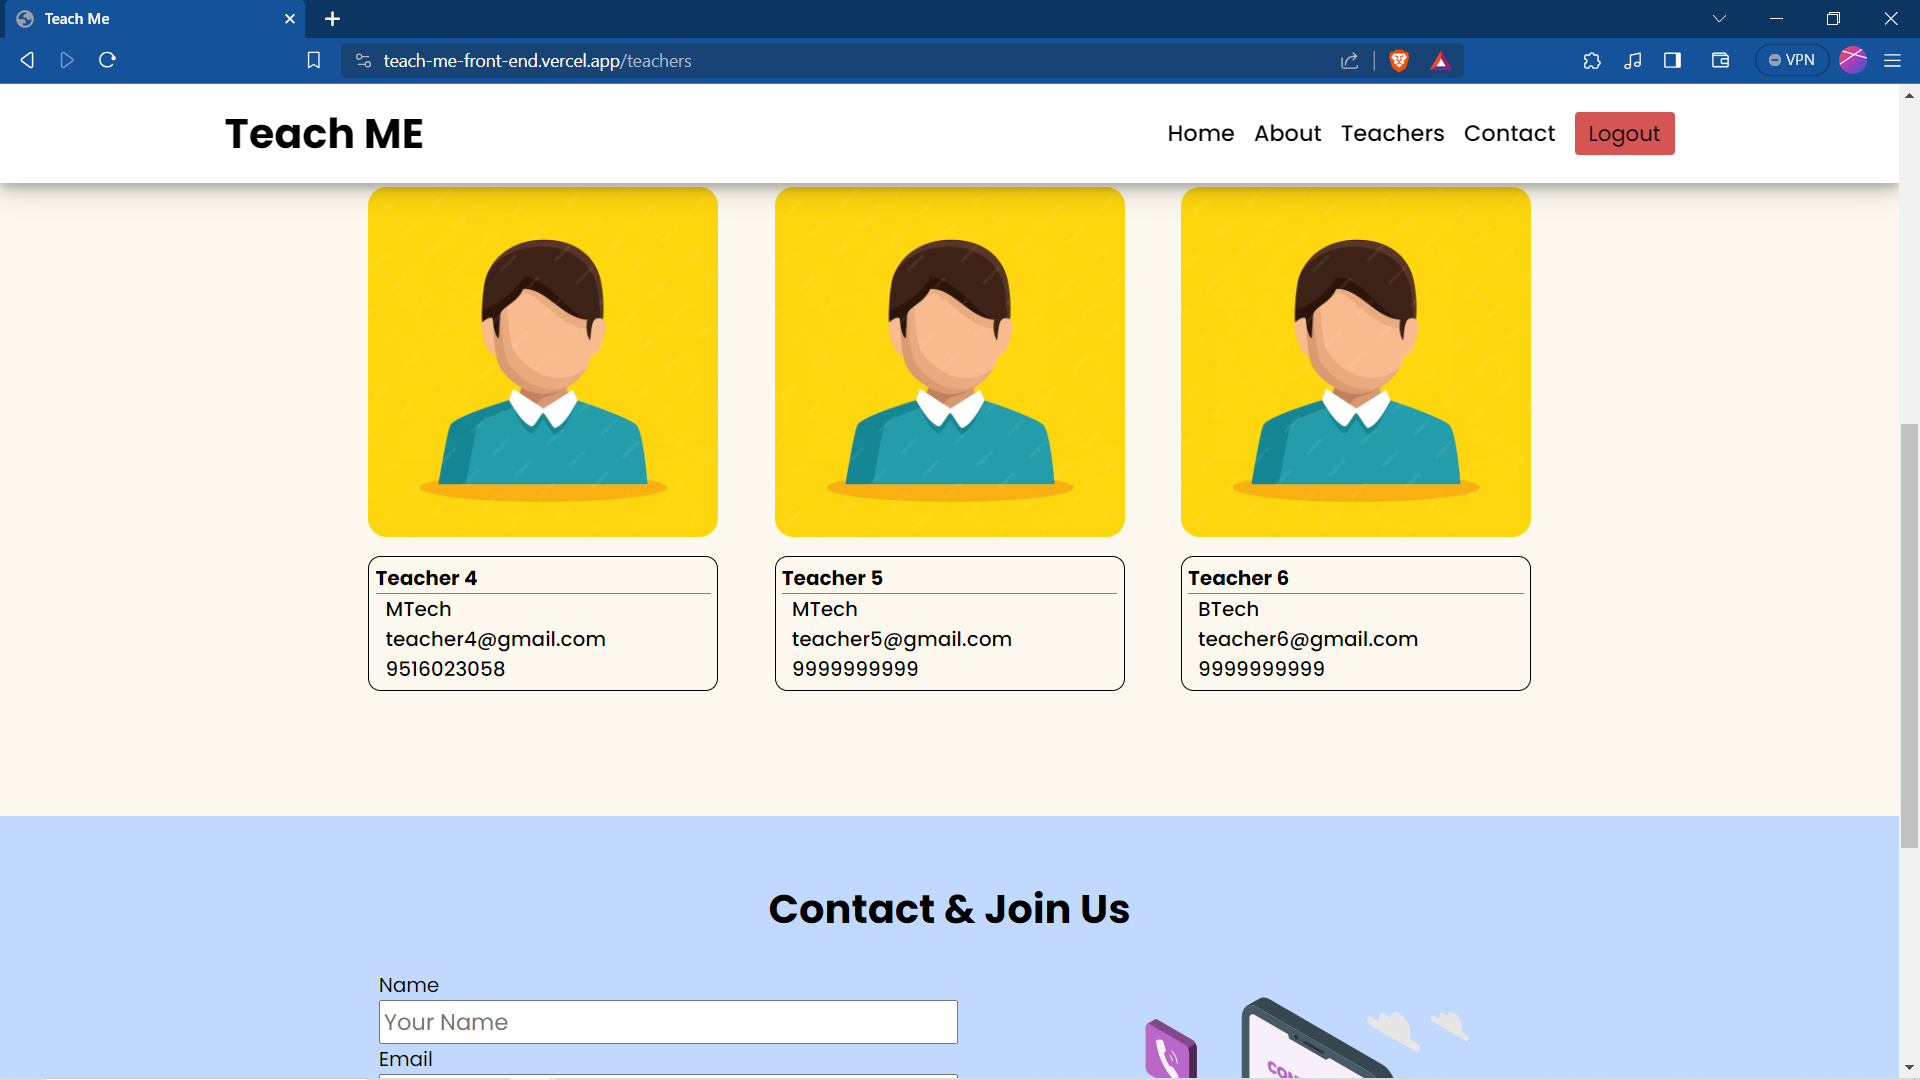 Teach Me
teach-me-front-end.vercel.app/teachers
VPN
Teach ME
Home About Teachers Contact Logout
Teacher 4
MTech
teacher4@gmail.com
9516023058
Teacher 5
MTech
teacher5@gmail.com
9999999999
Teacher 6
BTech
teacher6@gmail.com
9999999999
Contact & Join Us
Name
Your Name
Email